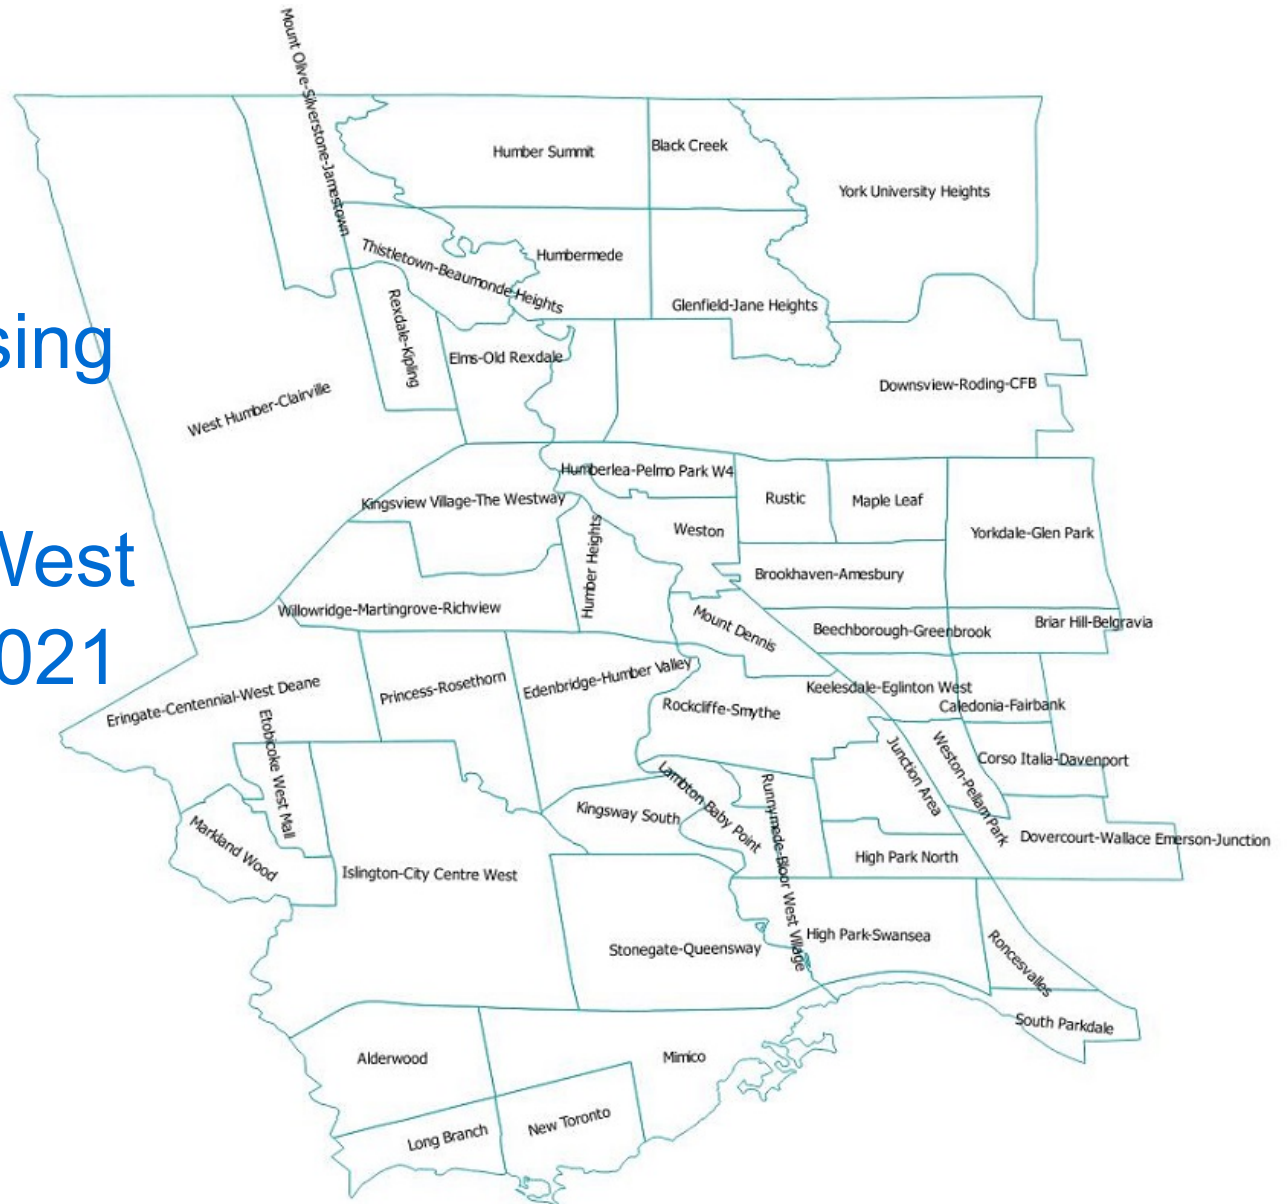 Mount Olive-Silverstone-Jamestown
Humber Summit
Black Creek
York University Heights
Thistletown-Beaumonde Heights
Humbermede
Glenfield-Jane Heights
sing
Rexdale-Kipling
Elms-Old Rexdale
Downsview-Roding-CFB
West Humber-Clairville
Humberlea-Pelmo Park W4
Kingsview Village-The Westway
Rustic
Maple Leaf
Weston
Yorkdale-Glen Park
West
Humber Heights
Brookhaven-Amesbury
Willowridge-Martingrove-Richview
Mount Dennis
Beechborough-Greenbrook
Briar Hill-Belgravia
021
Eringate-Centennial-West Deane
Princess-Rosethorn
Edenbridge-Humber Valley
Keelesdale-Eglinton West
Rockcliffe-Smythe
Caledonia-Fairbank
Etobicoke West Mall
Junction Area
Weston-Pellam Park
Corso Italia-Davenport
Lambton Baby Point
Runnymede-Bloor West Village
Kingsway South
Markland Wood
Dovercourt-Wallace Emerson-Junction
High Park North
Islington-City Centre West
Stonegate-Queensway
High Park-Swansea
Roncesvalles
South Parkdale
Alderwood
Mimico
Long Branch
New Toronto